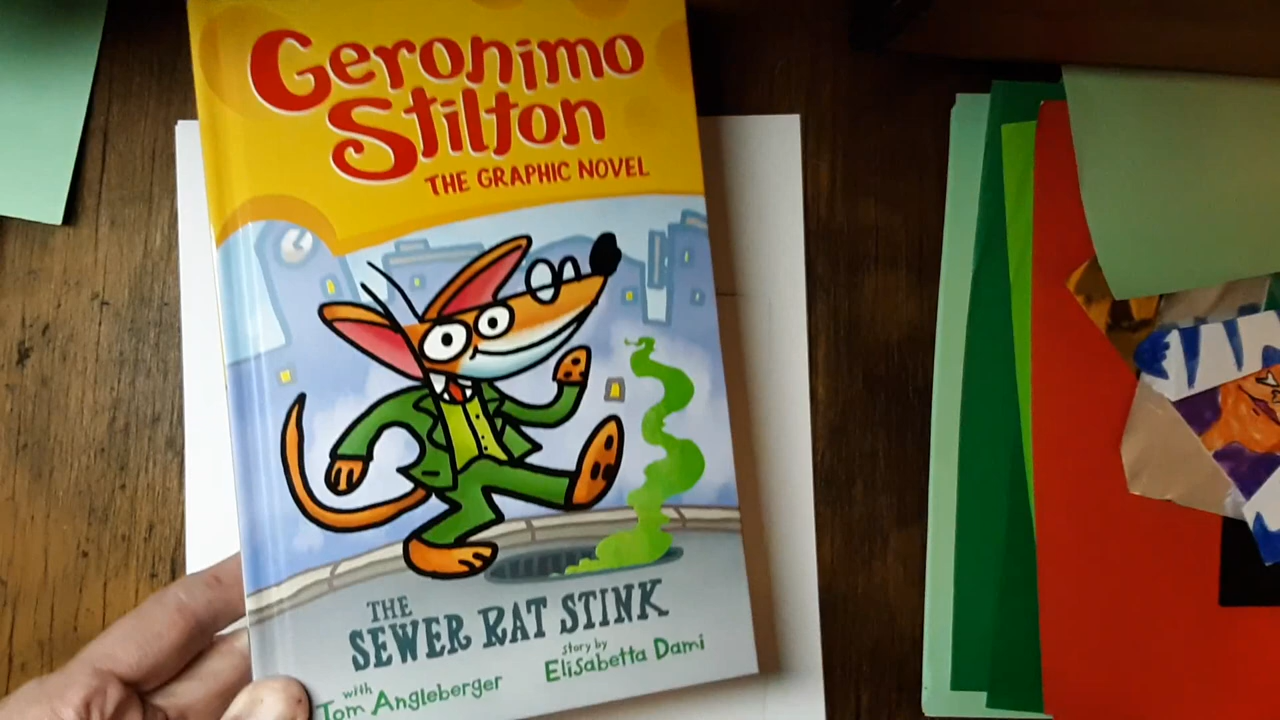 Geronimo
Stilton
THE GRAPHIC NOVEL
THE
SEWER RAT STINK
with
Tom Angleberger
story by
Elisabetta Dami